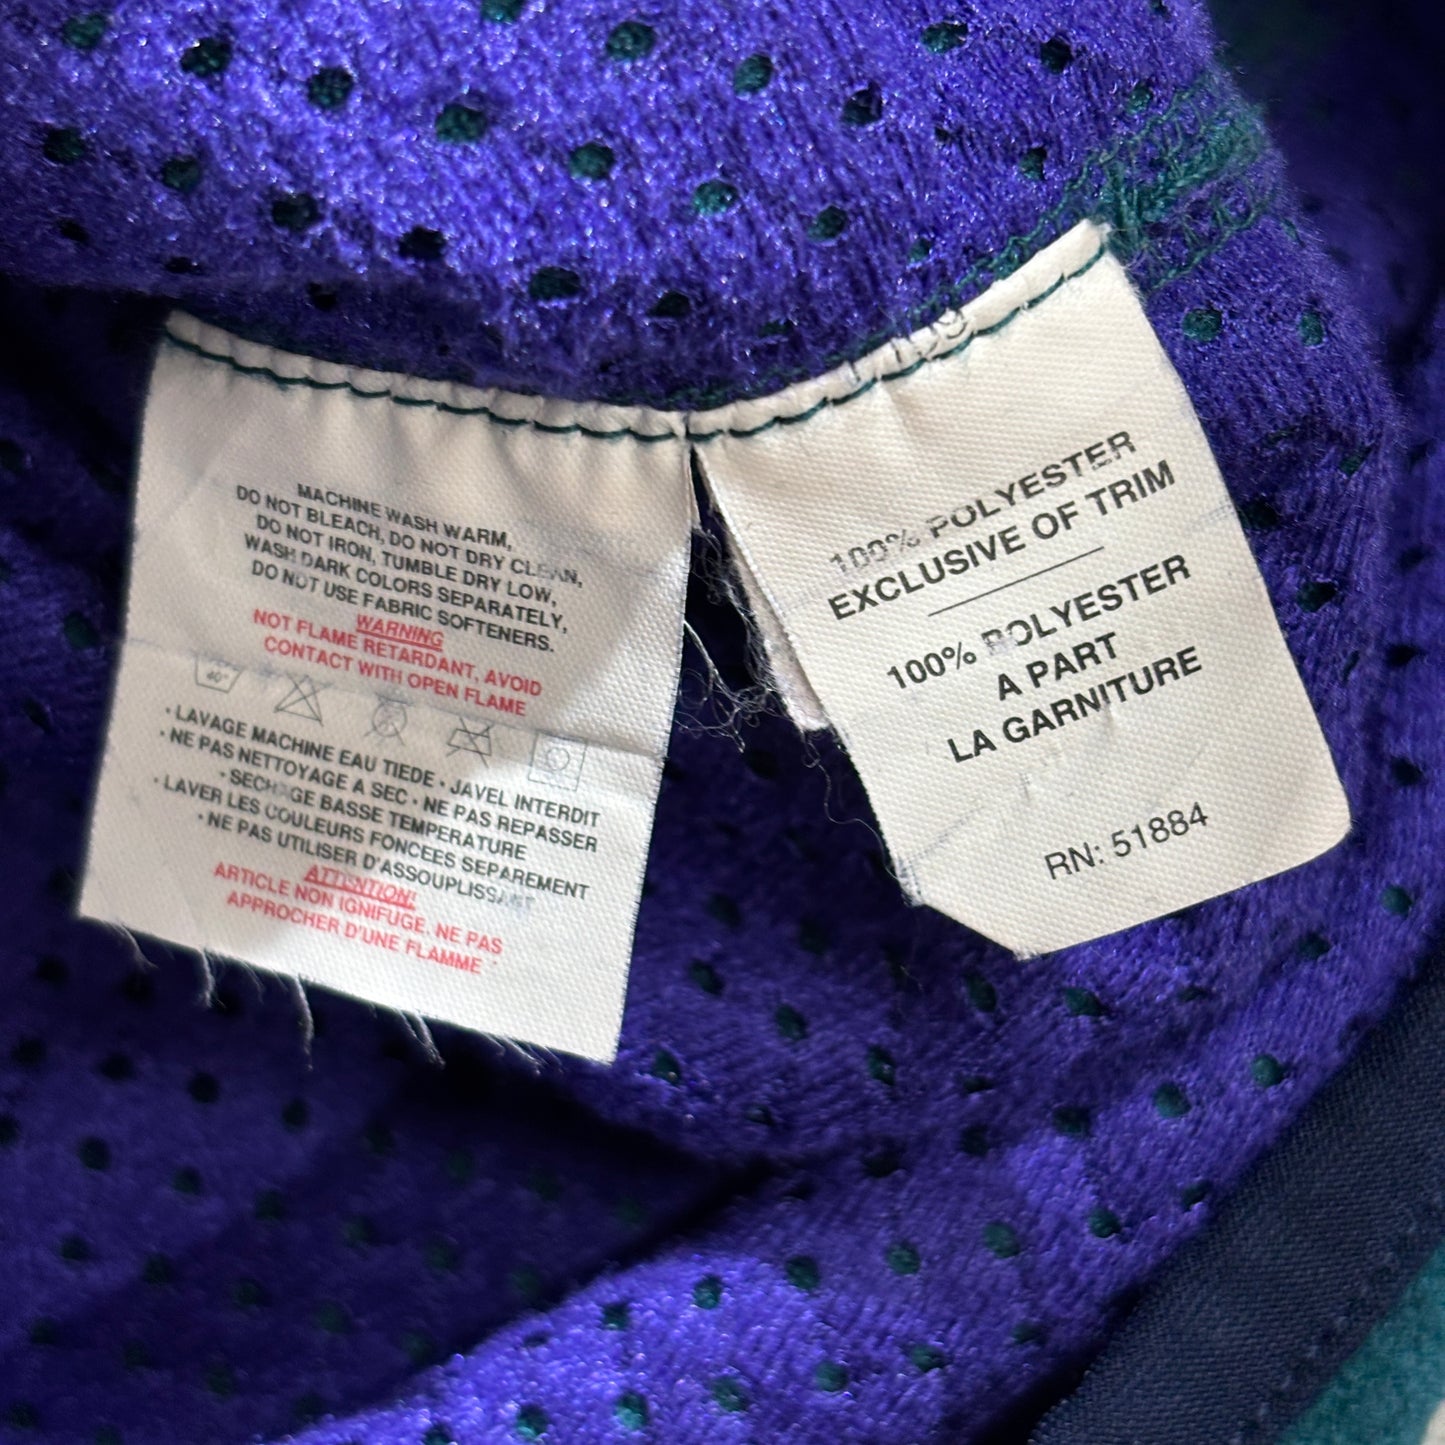 MACHINE WASH WARM,
DO NOT BLEACH, DO NOT DRY CLEAN,
DO NOT IRON, TUMBLE DRY LOW,
WASH DARK COLORS SEPARATELY,
DO NOT USE FABRIC SOFTENERS.
WARNING
NOT FLAME RETARDANT, AVOID
CONTACT WITH OPEN FLAME
40°
• LAVAGE MACHINE EAU TIEDE • JAVEL INTERDIT
• NE PAS NETTOYAGE A SEC • NE PAS REPASSER
• SECHAGE BASSE TEMPERATURE
• LAVER LES COULEURS FONCEES SEPAREMENT
• NE PAS UTILISER D'ASSOUPLISSANT
ATTENTION!
ARTICLE NON IGNIFUGE. NE PAS
APPROCHER D'UNE FLAMME
100% POLYESTER
EXCLUSIVE OF TRIM
100% POLYESTER
A PART
LA GARNITURE
RN: 51884